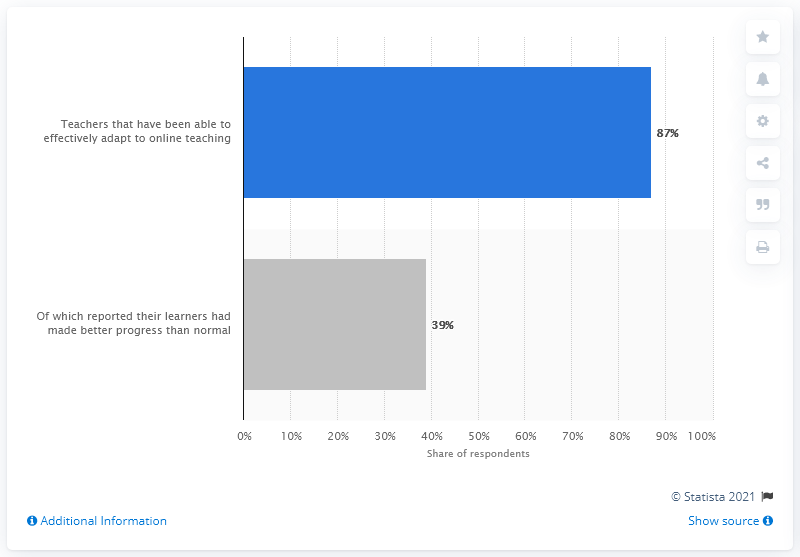 Teachers that have been able to
effectively adapt to online teaching
87%
Of which reported their learners had
made better progress than normal
39%
0% 10% 20% 30% 40% 50% 60% 70% 80% 90% 100%
Share of respondents
© Statista 2021
Additional Information
Show source